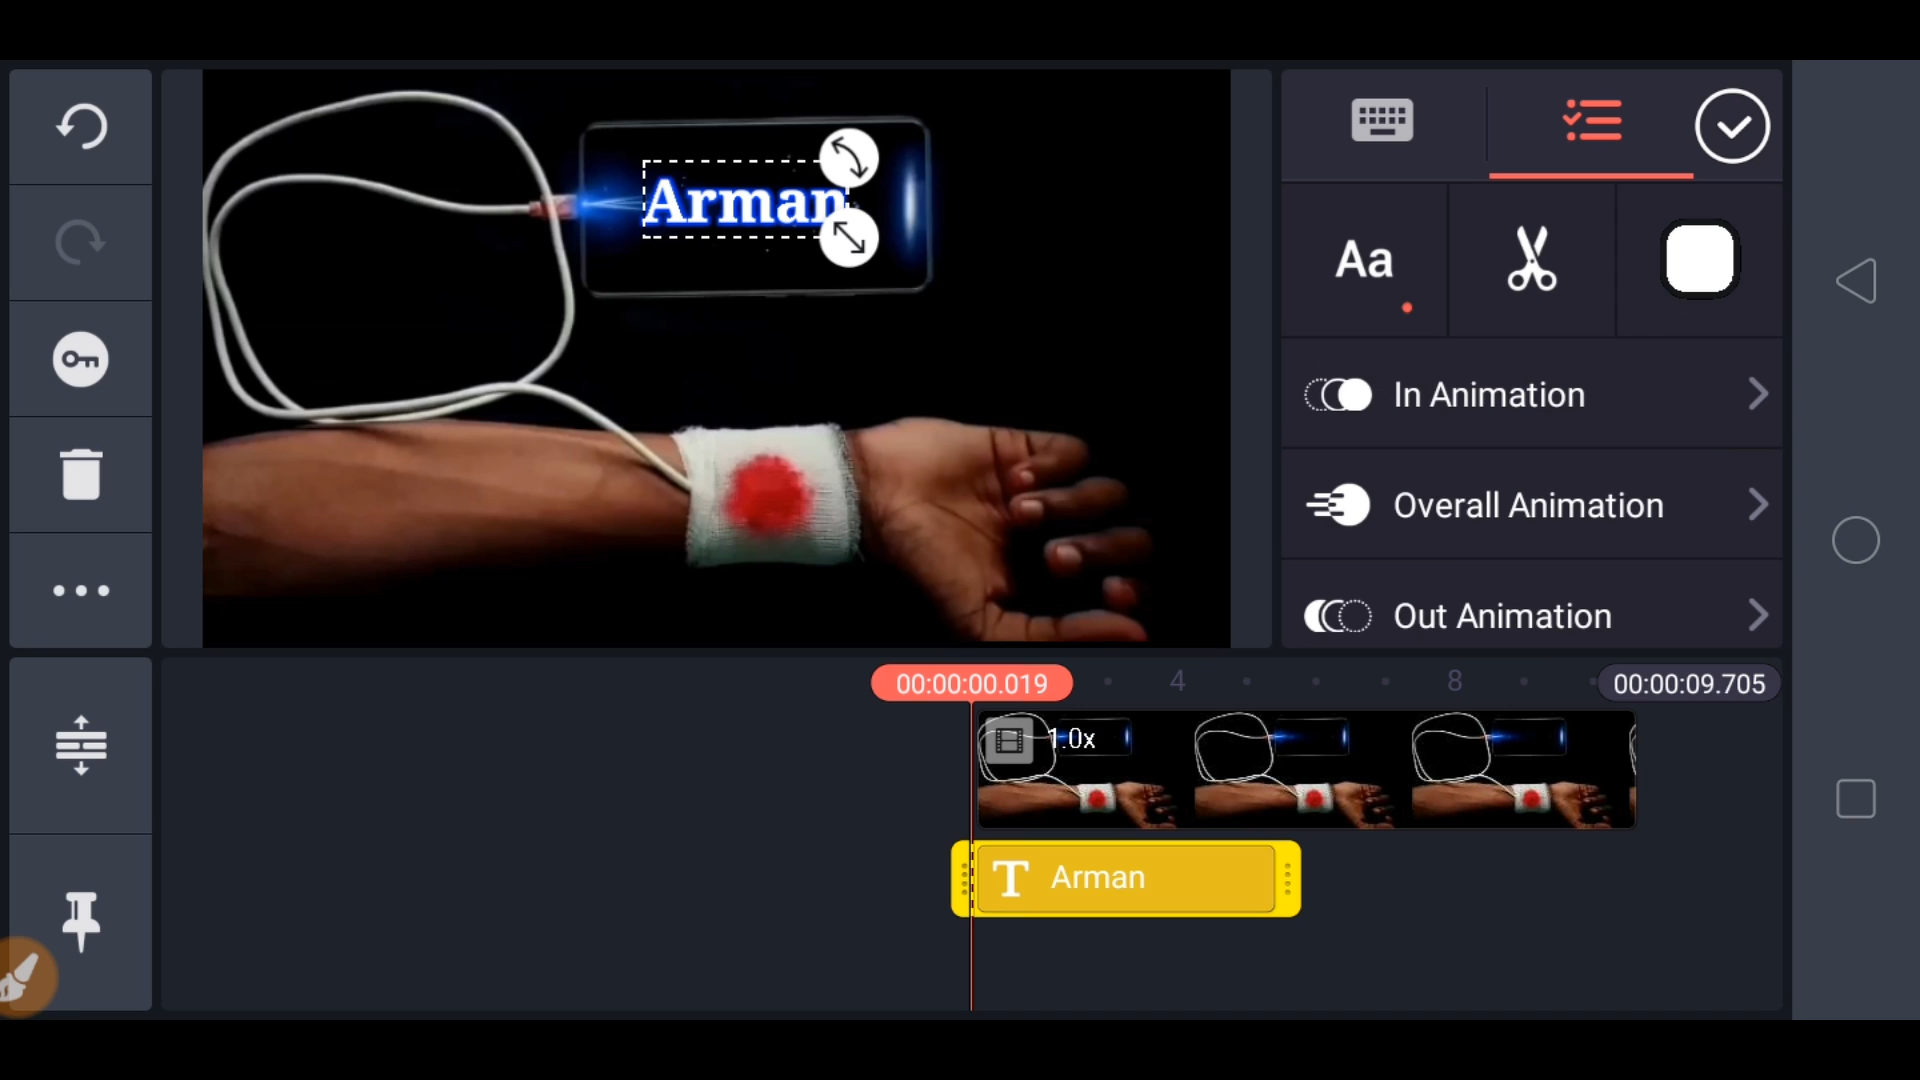 Arman
Aa
In Animation
Overall Animation
Out Animation
00:00:00.019
4
8
00:00:09.705
1.0x
T Arman